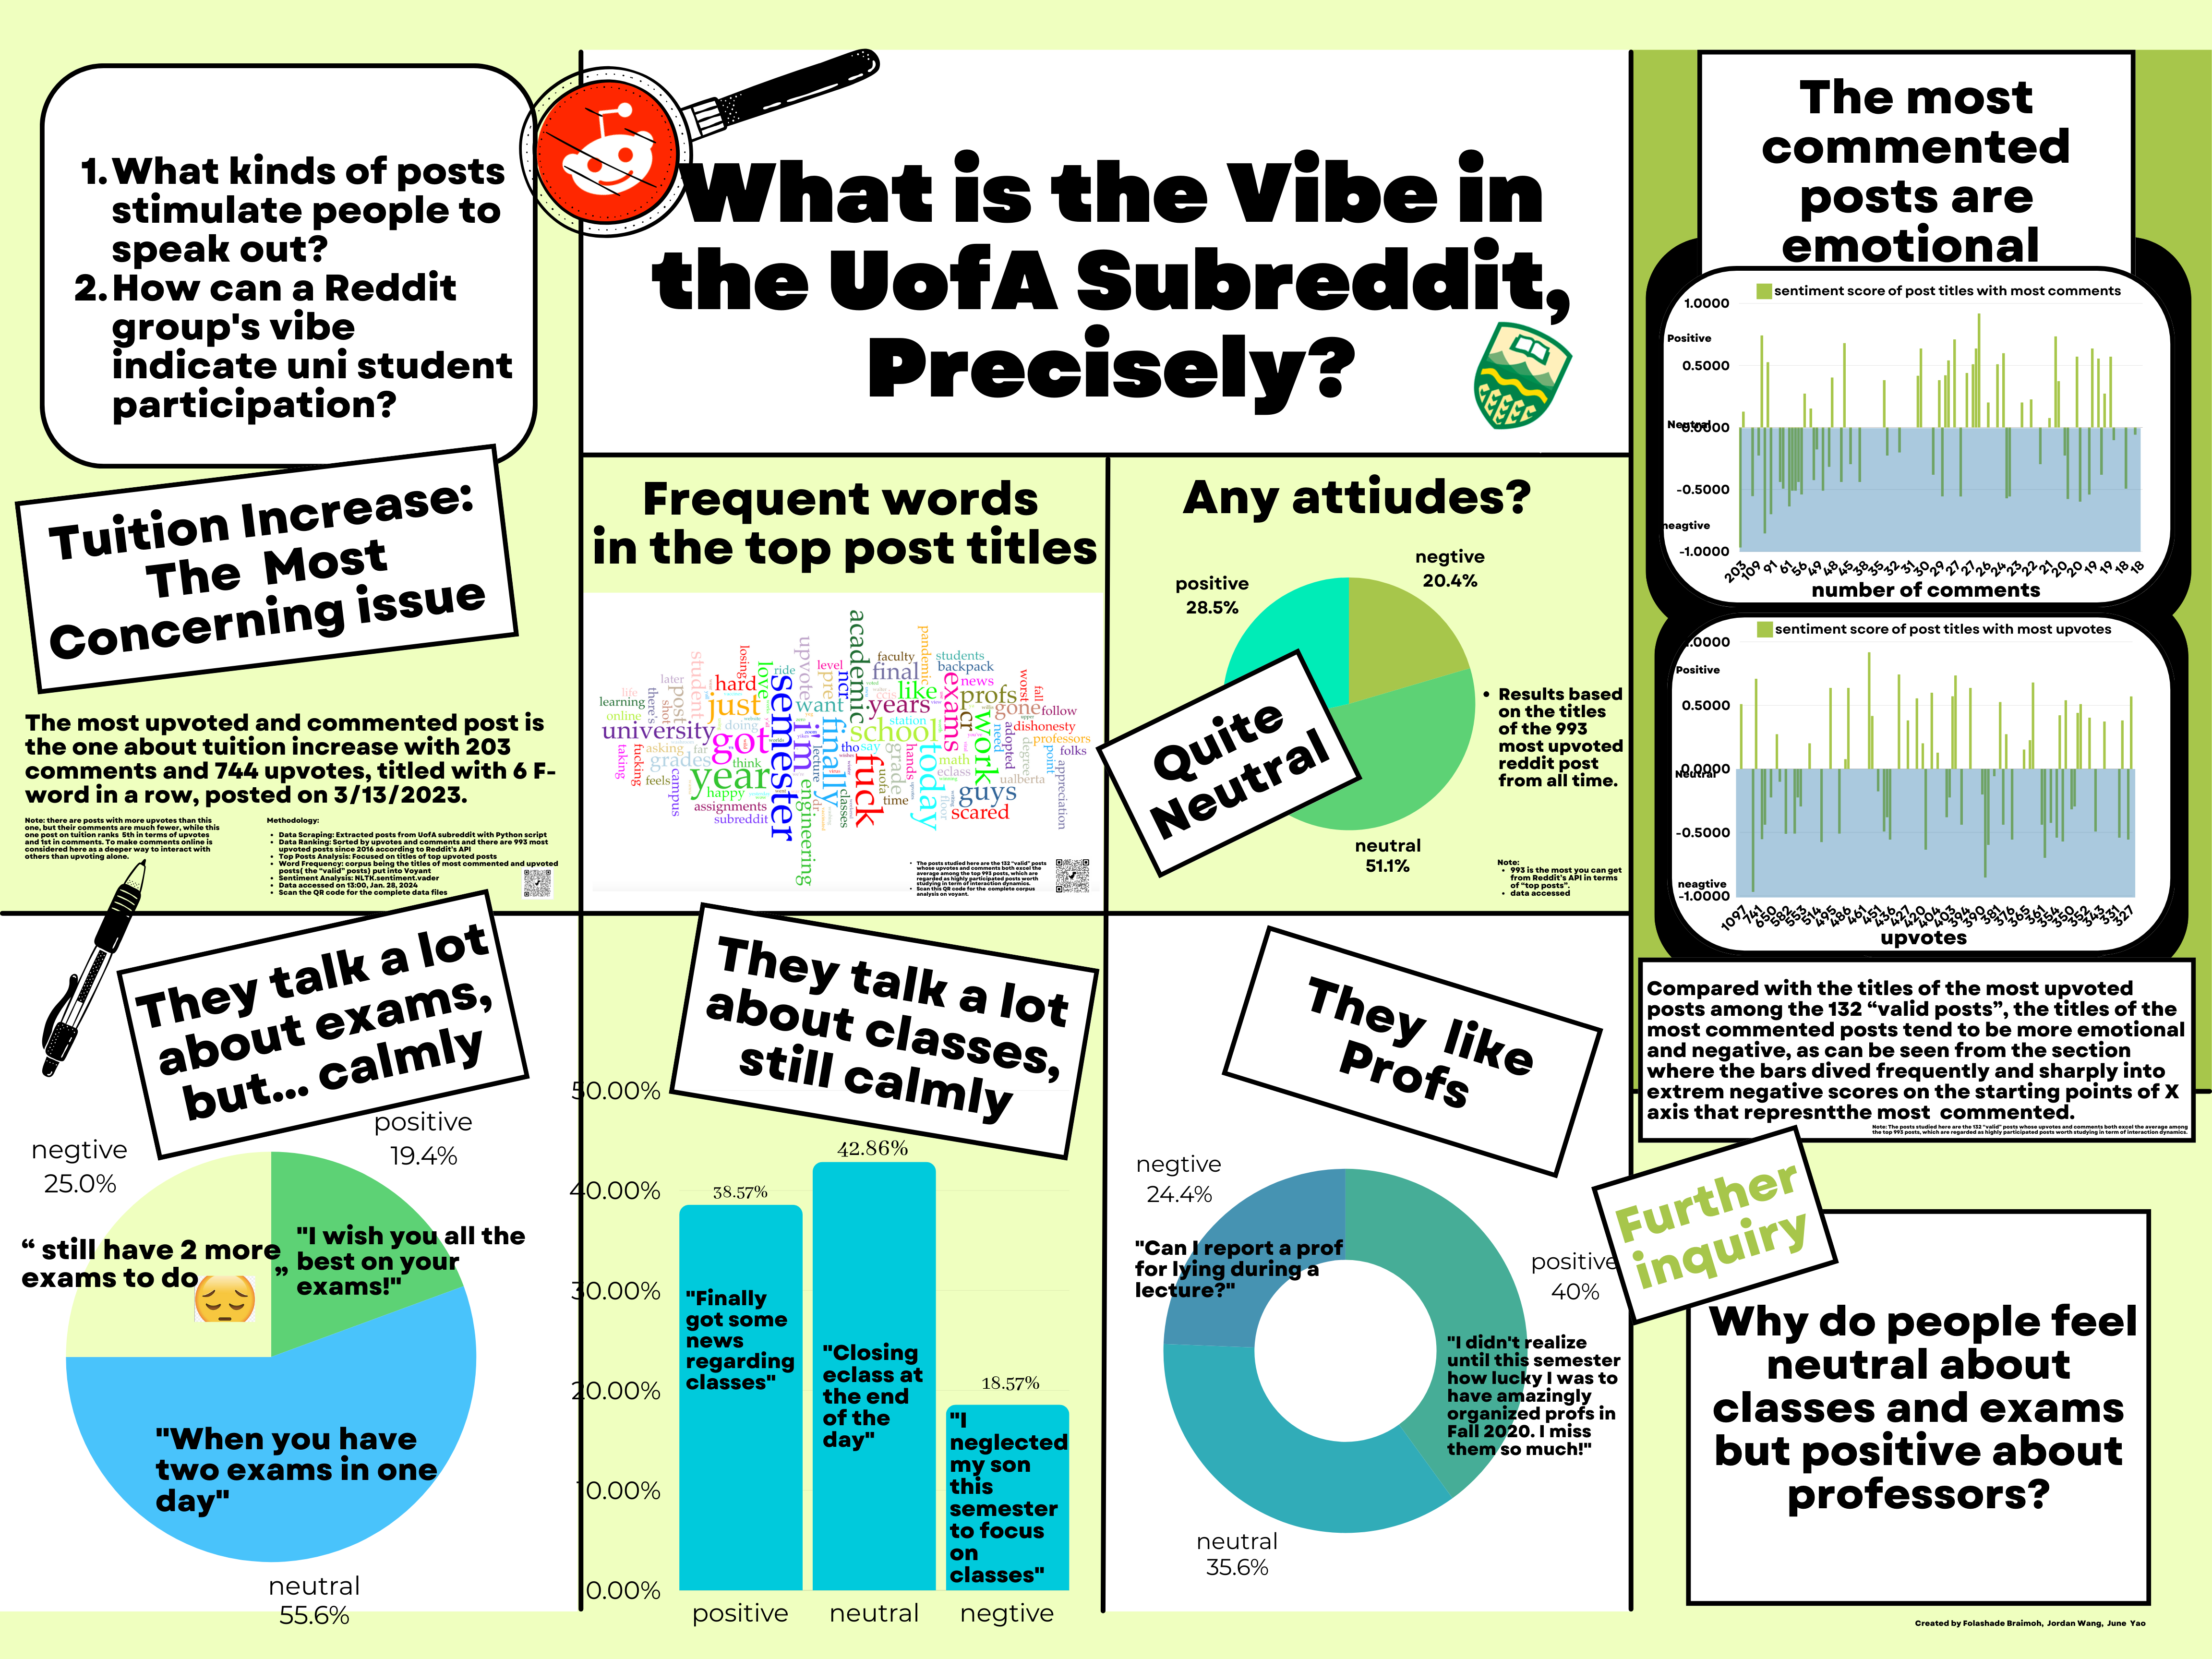 1. What kinds of posts
stimulate people to
speak out?
2. How can a Reddit
group's vibe
indicate uni student
participation?
What is the Vibe in
the UofA Subreddit,
Precisely?
Tuition Increase:
The Most
Concerning issue
The most upvoted and commented post is
the one about tuition increase with 203
comments and 744 upvotes, titled with 6 F-
word in a row, posted on 3/13/2023.
Note: there are posts with more upvotes than this
one, but their comments are much fewer, while this
one post on tuition ranks 5th in terms of upvotes
and 1st in comments. To make comments online is
considered here as a deeper way to interact with
others than upvoting alone.
Methodology:
• Data Scraping: Extracted posts from UofA subreddit with Python script
• Data Ranking: Sorted by upvotes and comments and there are 993 most
upvoted posts since 2016 according to Reddit's API
• Top Posts Analysis: Focused on titles of top upvoted posts
• Word Frequency: corpus being the titles of most commented and upvoted
posts( the "valid" posts) put into Voyant
• Sentiment Analysis: NLTK.sentiment.vader
• Data accessed on 13:00, Jan. 28, 2024
• Scan the QR code for the complete data files
Frequent words
in the top post titles
academic
pandemic
upvote
losing
student
faculty
students
final
backpack
level
ride
love
hard
later
life
learning
online
there's
shot
post
just
semester
want
ncr
pre
like
ccis
years
exams
news
profs
worst
fall
gone
follow
cr
dishonesty
professors
folks
university
doing
got
i'm
finally
school
station
work
need
adopted
degree
point
appreciation
asking
far
grades
taking
fucking
feels
campus
think
year
happy
assignments
subreddit
engineering
lecture
tho
say
fuck
grade
uofa
hands
time
classes
today
math
eclass
floor
guys
scared
ualberta
• The posts studied here are the 132 "valid" posts
whose upvotes and comments both excel the
average among the top 993 posts, which are
regarded as highly participated posts worth
studying in term of interaction dynamics.
• Scan this QR code for the complete corpus
analysis on voyant.
Any attiudes?
negtive
20.4%
positive
28.5%
Quite
Neutral
neutral
51.1%
• Results based
on the titles
of the 993
most upvoted
reddit post
from all time.
Note:
• 993 is the most you can get
from Reddit's API in terms
of "top posts".
• data accessed
The most
commented
posts are
emotional
sentiment score of post titles with most comments
1.0000
Positive
0.5000
Neutral
0.0000
-0.5000
neagtive
-1.0000
203 109 91 61 56 49 48 45 38 35 32 31 30 29 27 27 26 24 23 22 21 20 20 19 19 18 18
number of comments
sentiment score of post titles with most upvotes
1.0000
Positive
0.5000
0.0000
Neutral
-0.5000
neagtive
-1.0000
1097 741 650 582 553 514 495 486 461 451 436 427 420 404 403 394 390 381 376 365 361 354 350 352 343 331 327
upvotes
Compared with the titles of the most upvoted
posts among the 132 “valid posts”, the titles of the
most commented posts tend to be more emotional
and negative, as can be seen from the section
where the bars dived frequently and sharply into
extrem negative scores on the starting points of X
axis that represntthe most commented.
Note: The posts studied here are the 132 "valid" posts whose upvotes and comments both excel the average among
the top 993 posts, which are regarded as highly participated posts worth studying in term of interaction dynamics.
They talk a lot
about exams,
but... calmly
negtive
25.0%
positive
19.4%
“ still have 2 more
exams to do ”
"I wish you all the
best on your
exams!"
"When you have
two exams in one
day"
neutral
55.6%
They talk a lot
about classes,
still calmly
50.00%
40.00%
30.00%
20.00%
10.00%
0.00%
38.57%
42.86%
18.57%
"Finally
got some
news
regarding
classes"
"Closing
eclass at
the end
of the
day"
"I
neglected
my son
this
semester
to focus
on
classes"
positive
neutral
negtive
They like
Profs
negtive
24.4%
"Can I report a prof
for lying during a
lecture?"
positive
40%
"I didn't realize
until this semester
how lucky I was to
have amazingly
organized profs in
Fall 2020. I miss
them so much!"
neutral
35.6%
Further
inquiry
Why do people feel
neutral about
classes and exams
but positive about
professors?
Created by Folashade Braimoh, Jordan Wang, June Yao